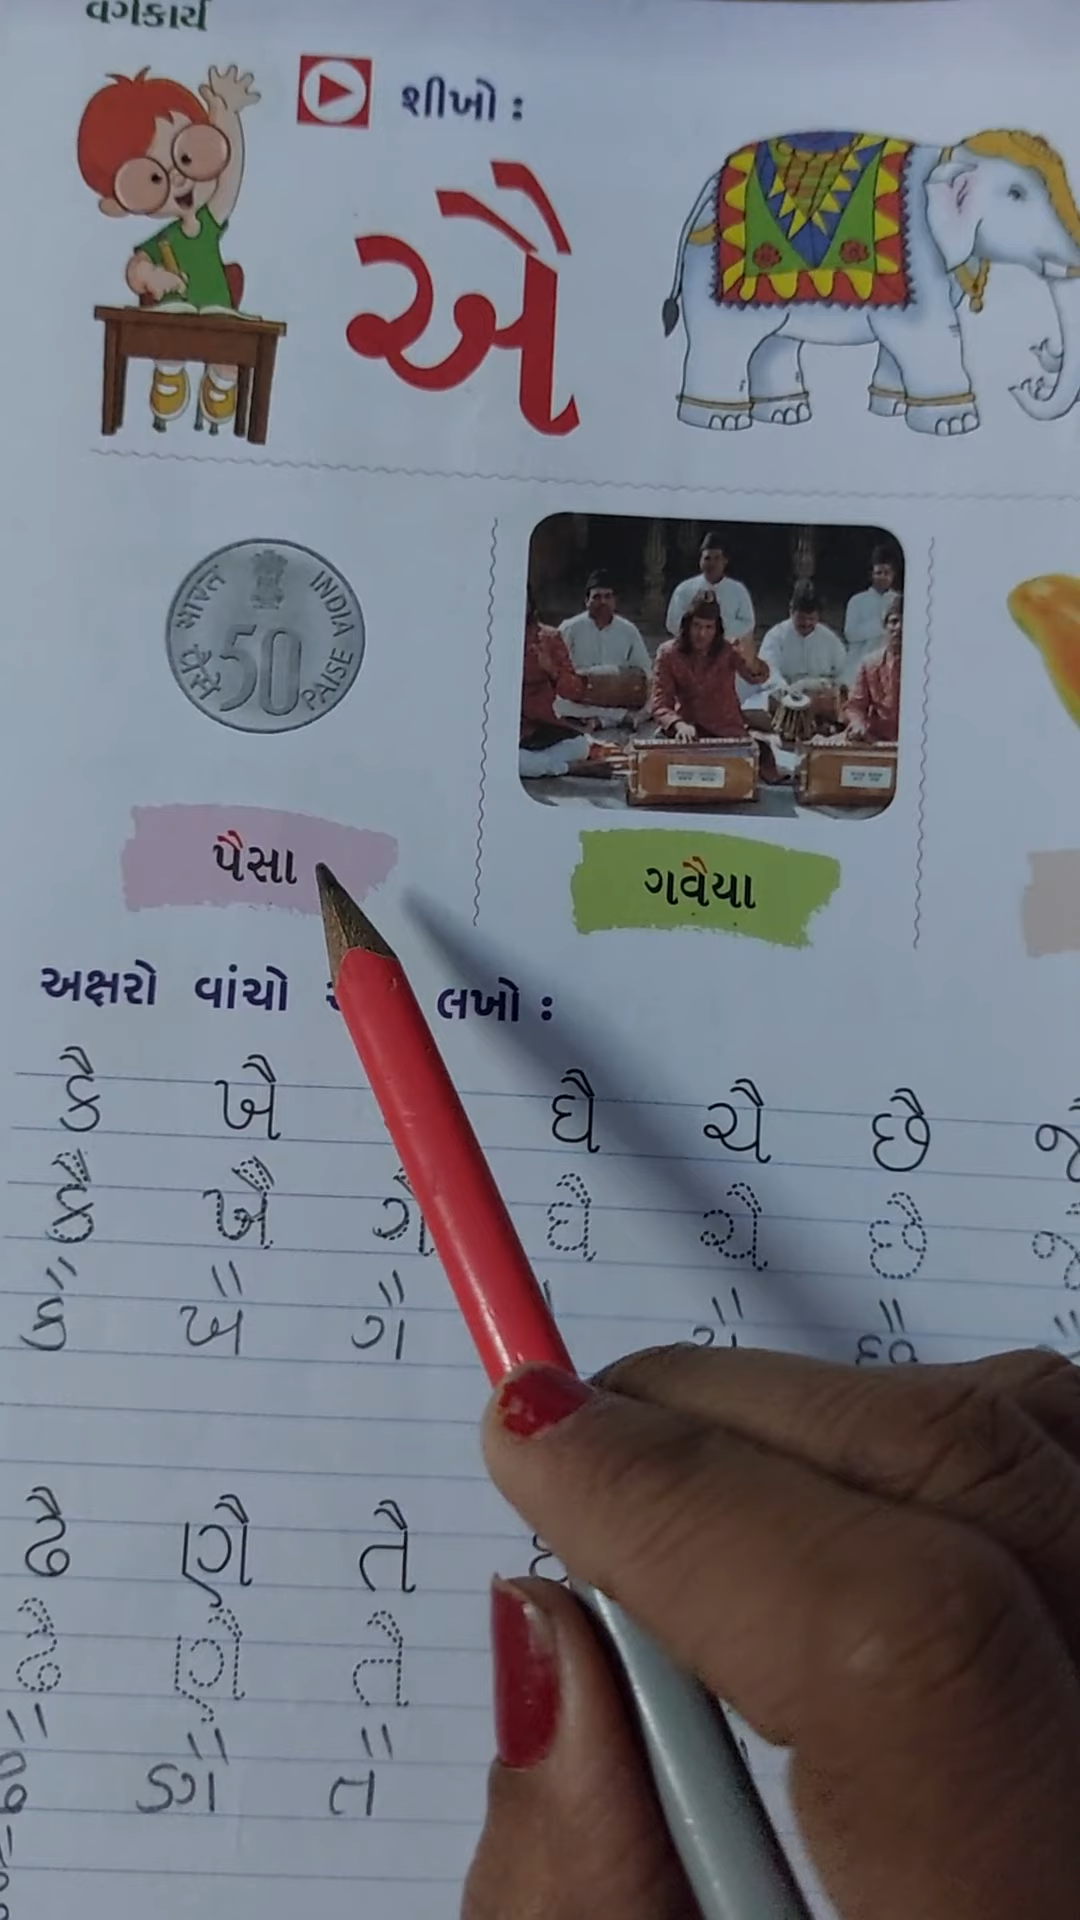 વર્ગકાર્ય
શીખો :
ઐ
भारत INDIA
पैसे 50 PAISE
પૈસા ગવૈયા
અક્ષરો વાંચો લખો :
કૈ ખૈ ઘૈ ચૈ છૈ
કૈ ખૈ ગૈ ઘૈ ચૈ છૈ
કૈ ખૈ ગૈ ચૈ છૈ
ઢૈ ણૈ તૈ
ઢૈ ણૈ તૈ
ઢૈ ણૈ તૈ